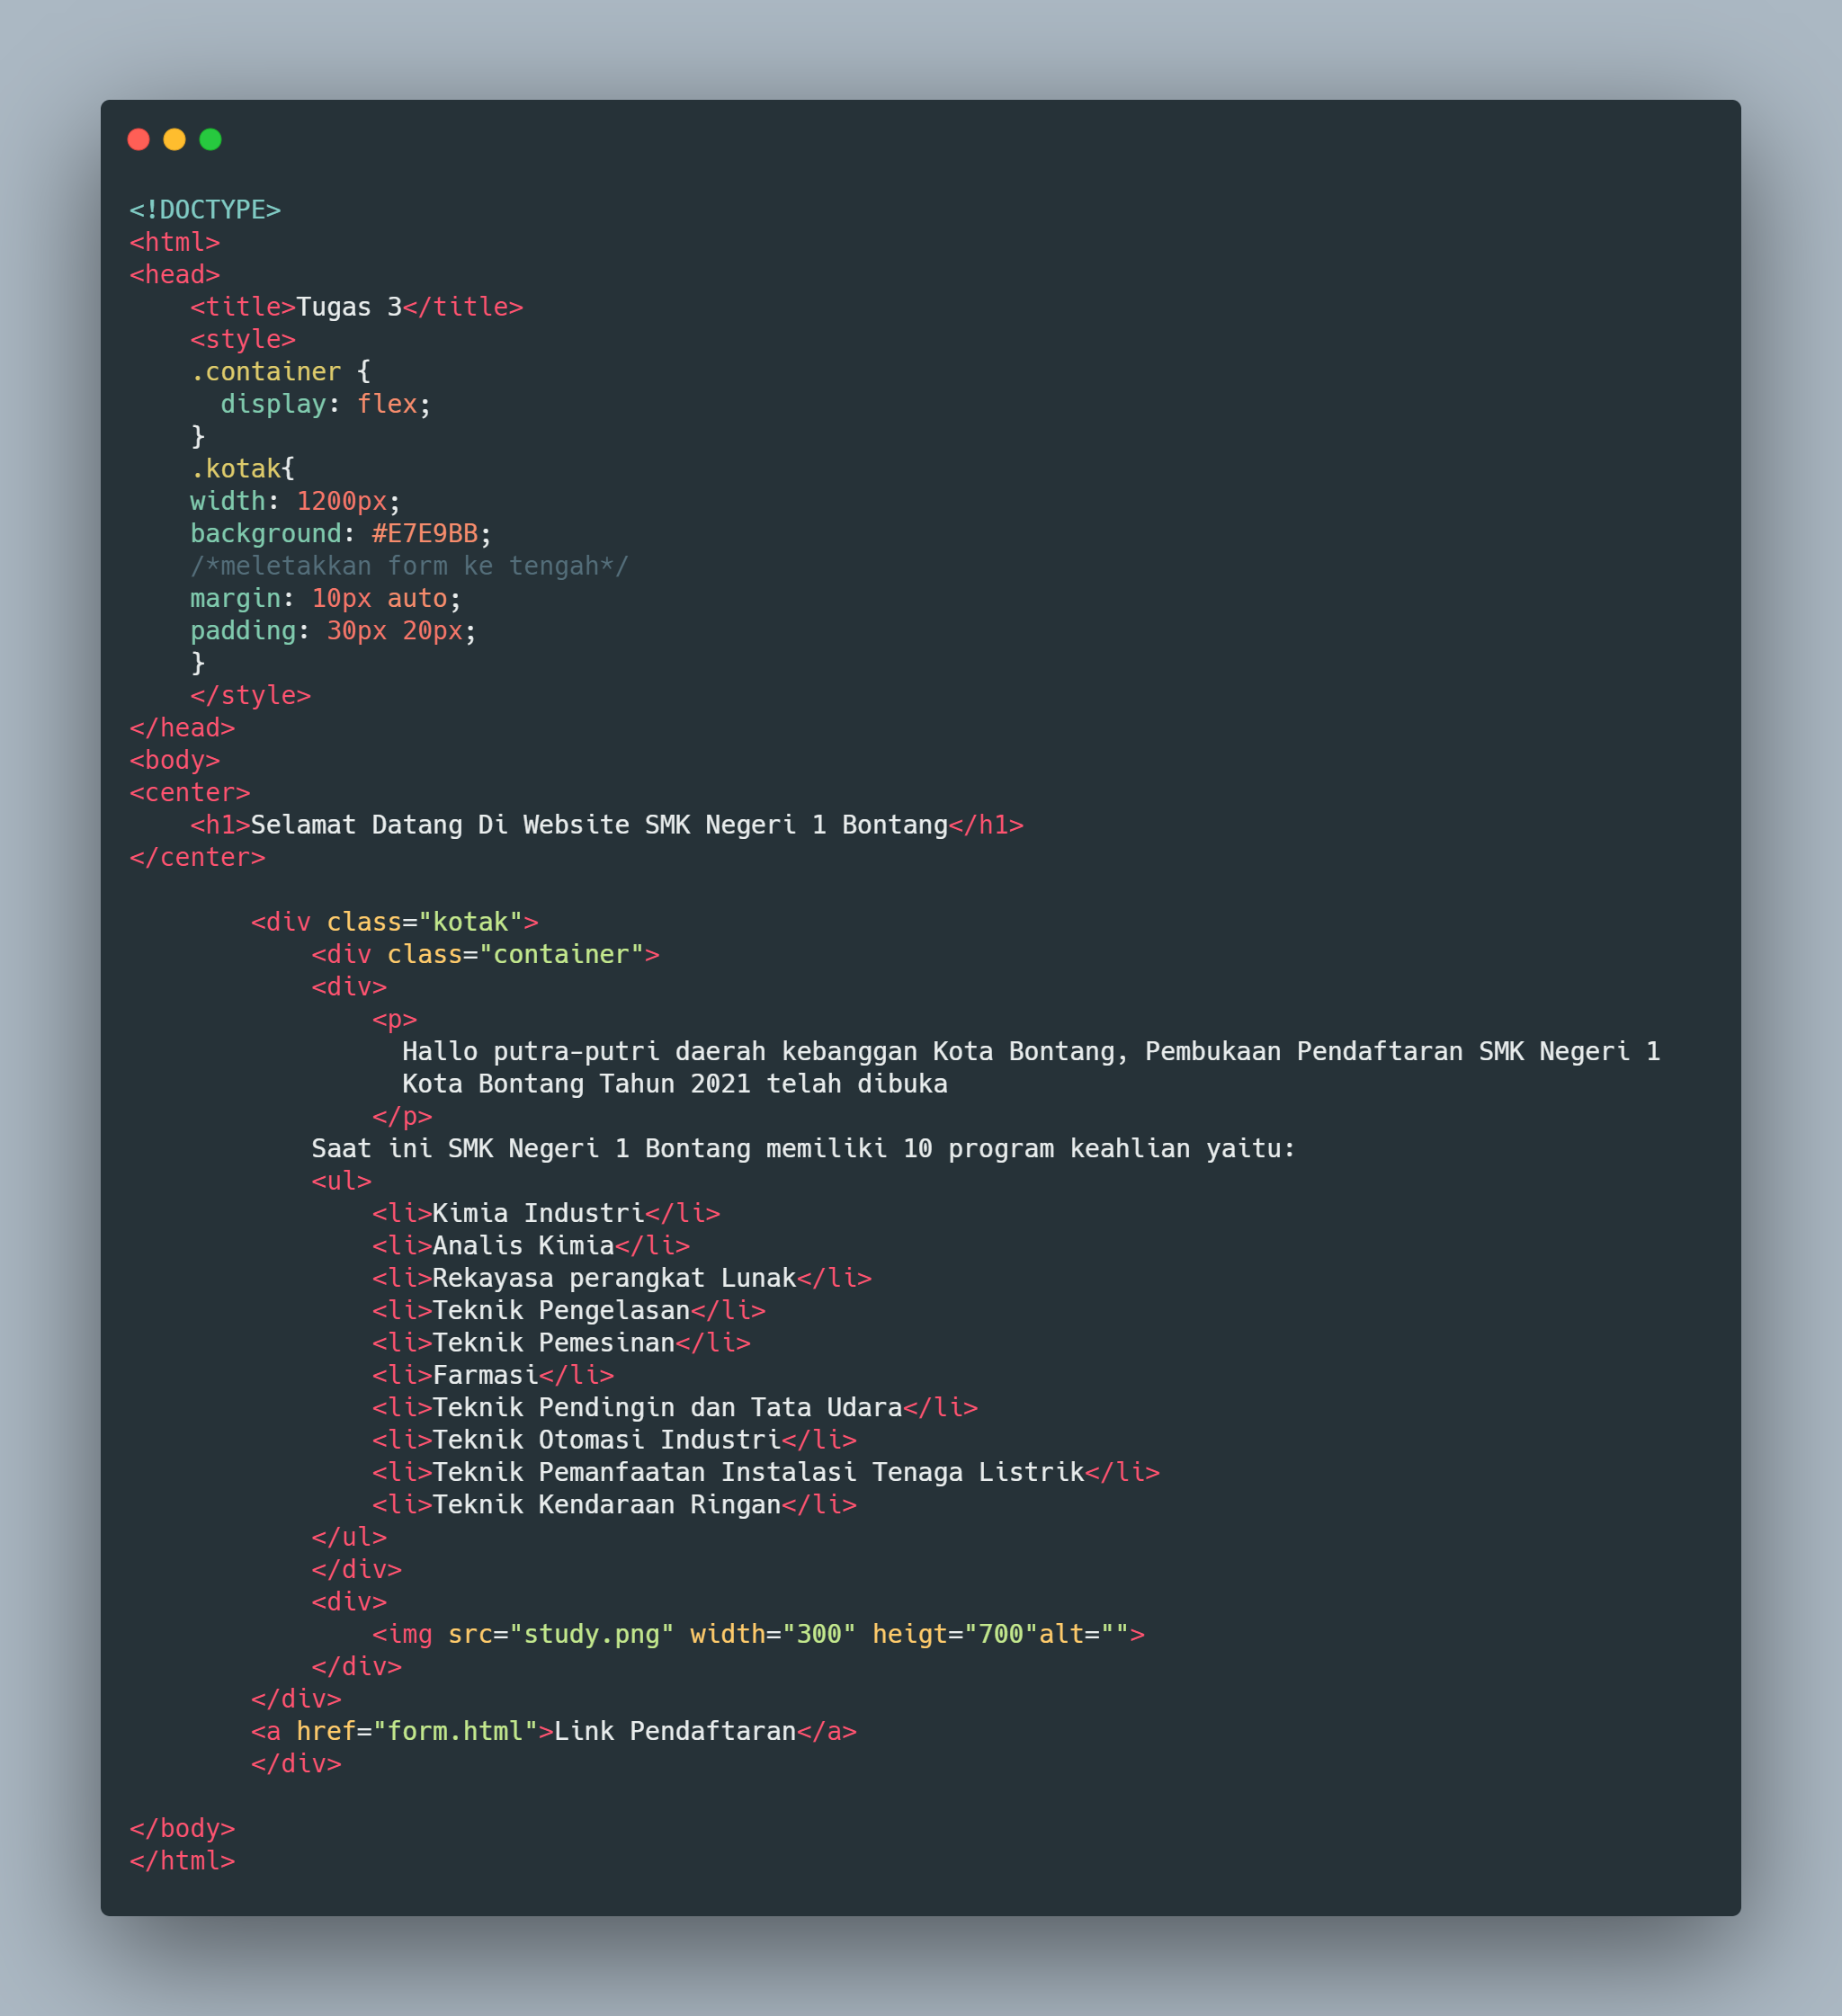 <!DOCTYPE>
<html>
<head>
    <title>Tugas 3</title>
    <style>
    .container {
      display: flex;
    }
    .kotak{
    width: 1200px;
    background: #E7E9BB;
    /*meletakkan form ke tengah*/
    margin: 10px auto;
    padding: 30px 20px;
    }
    </style>
</head>
<body>
<center>
    <h1>Selamat Datang Di Website SMK Negeri 1 Bontang</h1>
</center>

        <div class="kotak">
            <div class="container">
            <div>
                <p>
                  Hallo putra-putri daerah kebanggan Kota Bontang, Pembukaan Pendaftaran SMK Negeri 1
                  Kota Bontang Tahun 2021 telah dibuka
                </p>
            Saat ini SMK Negeri 1 Bontang memiliki 10 program keahlian yaitu:
            <ul>
                <li>Kimia Industri</li>
                <li>Analis Kimia</li>
                <li>Rekayasa perangkat Lunak</li>
                <li>Teknik Pengelasan</li>
                <li>Teknik Pemesinan</li>
                <li>Farmasi</li>
                <li>Teknik Pendingin dan Tata Udara</li>
                <li>Teknik Otomasi Industri</li>
                <li>Teknik Pemanfaatan Instalasi Tenaga Listrik</li>
                <li>Teknik Kendaraan Ringan</li>
            </ul>
            </div>
            <div>
                <img src="study.png" width="300" heigt="700"alt="">
            </div>
        </div>
        <a href="form.html">Link Pendaftaran</a>
        </div>

</body>
</html>